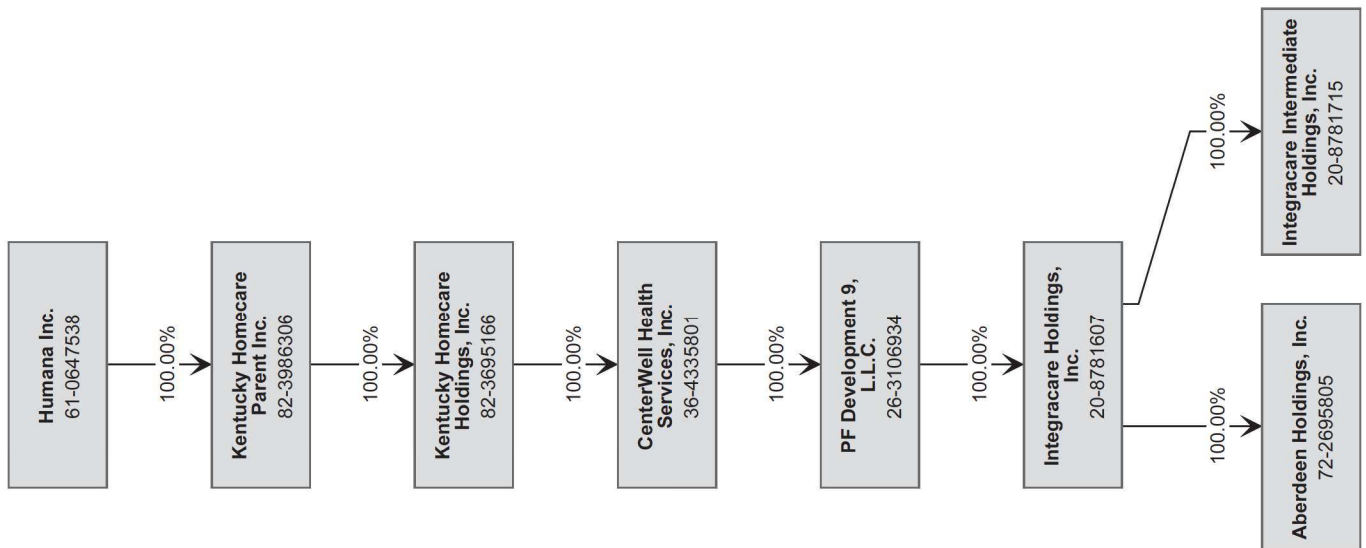 Humana Inc.
61-0647538
100.00%
Kentucky Homecare
Parent Inc.
82-3986306
100.00%
Kentucky Homecare
Holdings, Inc.
82-3695166
100.00%
CenterWell Health
Services, Inc.
36-4335801
100.00%
PF Development 9,
L.L.C.
26-3106934
100.00%
Integracare Holdings,
Inc.
20-8781607
100.00%
100.00%
Aberdeen Holdings, Inc.
72-2695805
Integracare Intermediate
Holdings, Inc.
20-8781715